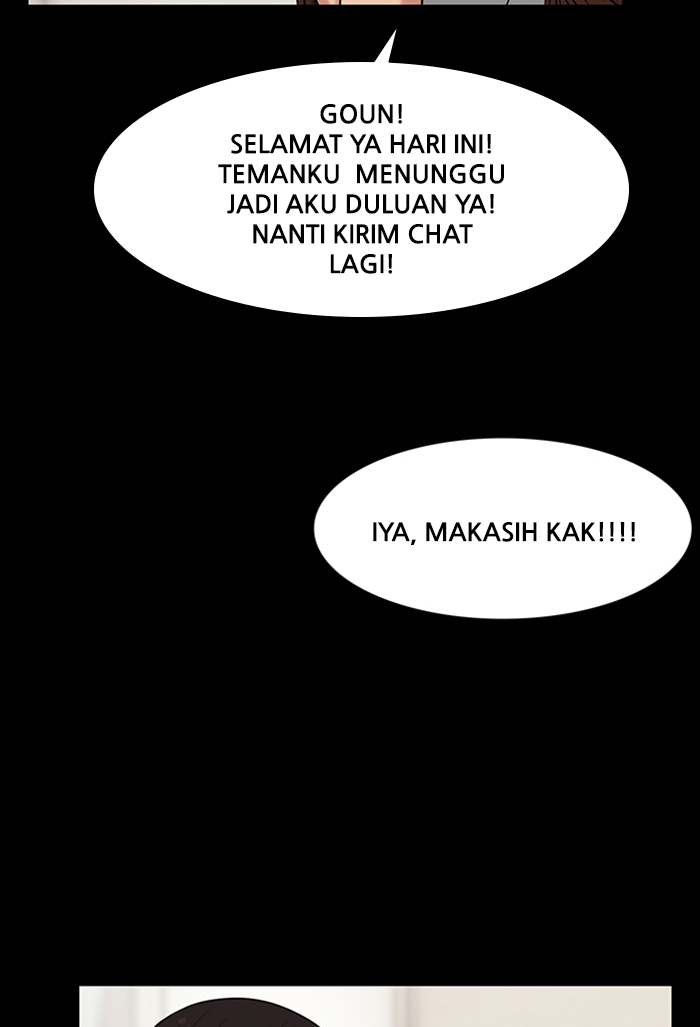 GOUN!
SELAMAT YA HARI INI!
TEMANKU MENUNGGU
JADI AKU DULUAN YA!
NANTI KIRIM CHAT
LAGI!
IYA, MAKASIH KAK!!!!